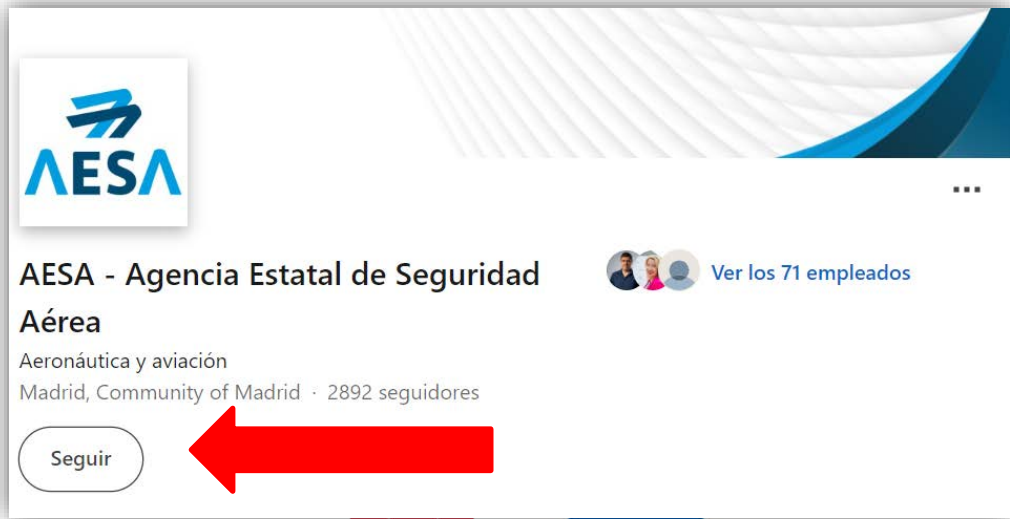 AESA
AESA - Agencia Estatal de Seguridad
Aérea
Ver los 71 empleados
Aeronáutica y aviación
Madrid, Community of Madrid · 2892 seguidores
Seguir